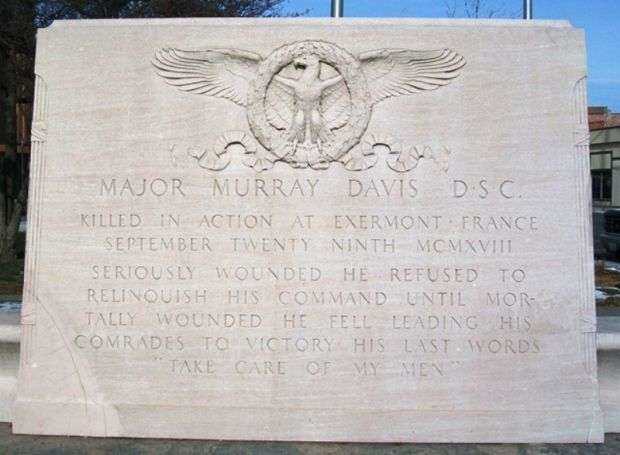 MAJOR MURRAY DAVIS D·S·C.
KILLED IN ACTION AT EXERMONT·FRANCE
SEPTEMBER TWENTY NINTH MCMXVIII
SERIOUSLY WOUNDED HE REFUSED TO
RELINQUISH HIS COMMAND UNTIL MOR-
TALLY WOUNDED HE FELL LEADING HIS
COMRADES TO VICTORY HIS LAST WORDS
"TAKE CARE OF MY MEN"